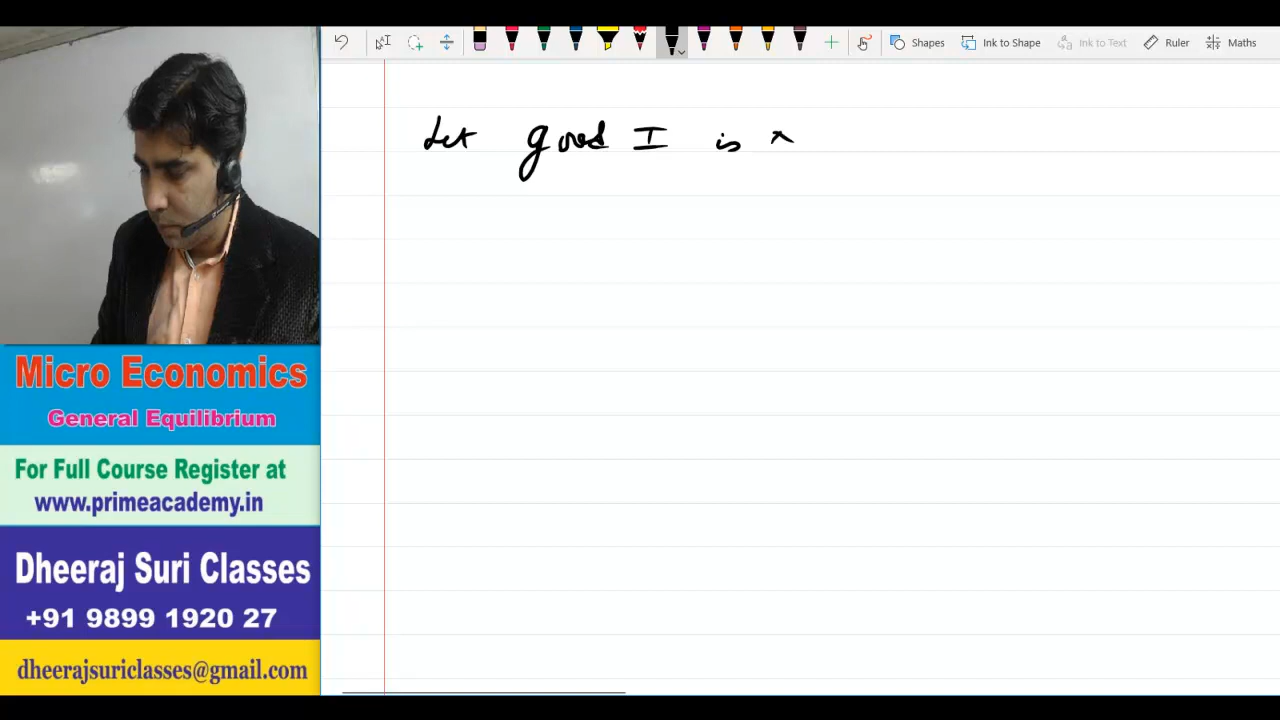 Shapes
Ink to Shape
Ink to Text
Ruler
Maths
Let good I is x
Micro Economics
General Equilibrium
For Full Course Register at
www.primeacademy.in
Dheeraj Suri Classes
+91 9899 1920 27
dheerajsuriclasses@gmail.com